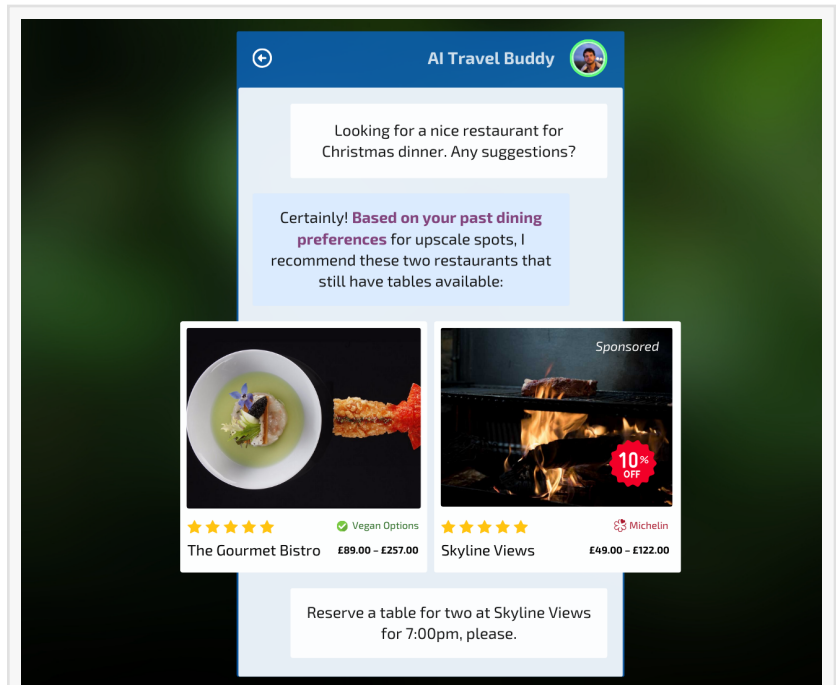 AI Travel Buddy
Looking for a nice restaurant for
Christmas dinner. Any suggestions?
Certainly! Based on your past dining
preferences for upscale spots, I
recommend these two restaurants that
still have tables available:
Vegan Options
The Gourmet Bistro £89.00 – £257.00
Sponsored
10%
OFF
Michelin
Skyline Views £49.00 – £122.00
Reserve a table for two at Skyline Views
for 7:00pm, please.